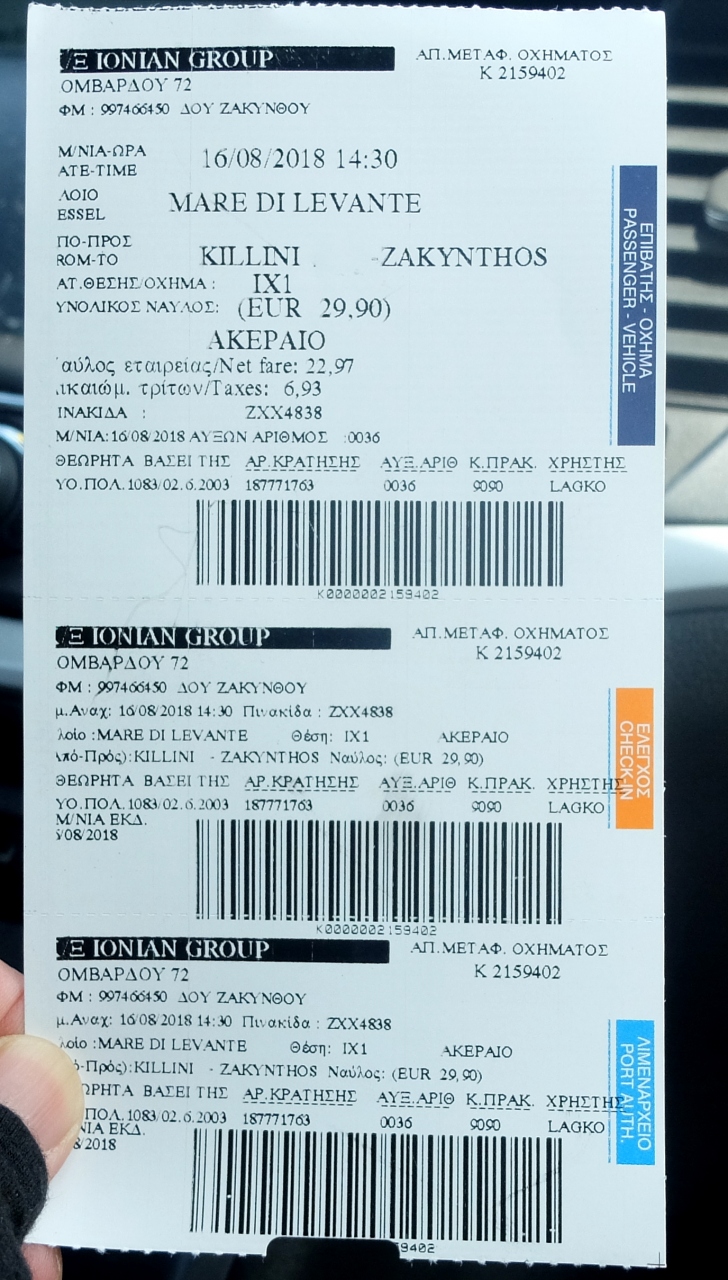 IONIAN GROUP ΑΠ.ΜΕΤΑΦ. ΟΧΗΜΑΤΟΣ
K 2159402
ΟΜΒΑΡΔΟΥ 72
ΦΜ : 997466450 ΔΟΥ ΖΑΚΥΝΘΟΥ
Μ/ΝΙΑ-ΩΡΑ 16/08/2018 14:30
ATE-TIME
ΛΟΙΟ MARE DI LEVANTE
ESSEL
ΠΟ-ΠΡΟΣ KILLINI - ZAKYNTHOS
ROM-TO
ΑΤ.ΘΕΣΗΣ/ΟΧΗΜΑ : ΙΧ1
ΥΝΟΛΙΚΟΣ ΝΑΥΛΟΣ: (EUR 29,90)
ΑΚΕΡΑΙΟ
αύλος εταιρείας/Net fare: 22,97
ικαιώμ. τρίτων/Taxes: 6,93
ΙΝΑΚΙΔΑ : ZXX4838
Μ/ΝΙΑ:16/08/2018 ΑΥΞΩΝ ΑΡΙΘΜΟΣ :0036
ΘΕΩΡΗΤΑ ΒΑΣΕΙ ΤΗΣ ΑΡ.ΚΡΑΤΗΣΗΣ ΑΥΞ.ΑΡΙΘ Κ.ΠΡΑΚ. ΧΡΗΣΤΗΣ
ΥΟ.ΠΟΛ.1083/02.6.2003 187771763 0036 9090 LAGKO
K0000002159402
ΕΠΙΒΑΤΗΣ - ΟΧΗΜΑ
PASSENGER - VEHICLE
IONIAN GROUP ΑΠ.ΜΕΤΑΦ. ΟΧΗΜΑΤΟΣ
K 2159402
ΟΜΒΑΡΔΟΥ 72
ΦΜ : 997466450 ΔΟΥ ΖΑΚΥΝΘΟΥ
μ.Αναχ: 16/08/2018 14:30 Πινακίδα : ZXX4838
λοίο :MARE DI LEVANTE Θέση: ΙΧ1 ΑΚΕΡΑΙΟ
πό-Πρός):KILLINI - ZAKYNTHOS Ναύλος: (EUR 29,90)
ΘΕΩΡΗΤΑ ΒΑΣΕΙ ΤΗΣ ΑΡ.ΚΡΑΤΗΣΗΣ ΑΥΞ.ΑΡΙΘ Κ.ΠΡΑΚ. ΧΡΗΣΤΗΣ
ΥΟ.ΠΟΛ.1083/02.6.2003 187771763 0036 9090 LAGKO
Μ/ΝΙΑ ΕΚΔ.
/08/2018
K0000002159402
ΕΛΕΓΧΟΣ
CHECK IN
IONIAN GROUP ΑΠ.ΜΕΤΑΦ. ΟΧΗΜΑΤΟΣ
K 2159402
ΟΜΒΑΡΔΟΥ 72
ΦΜ : 997466450 ΔΟΥ ΖΑΚΥΝΘΟΥ
μ.Αναχ: 16/08/2018 14:30 Πινακίδα : ZXX4838
λοίο :MARE DI LEVANTE Θέση: ΙΧ1 ΑΚΕΡΑΙΟ
ό-Πρός):KILLINI - ZAKYNTHOS Ναύλος: (EUR 29,90)
ΩΡΗΤΑ ΒΑΣΕΙ ΤΗΣ ΑΡ.ΚΡΑΤΗΣΗΣ ΑΥΞ.ΑΡΙΘ Κ.ΠΡΑΚ. ΧΡΗΣΤΗΣ
ΠΟΛ.1083/02.6.2003 187771763 0036 9090 LAGKO
ΝΙΑ ΕΚΔ.
8/2018
9402
ΛΙΜΕΝΑΡΧΕΙΟ
PORT AUTH.